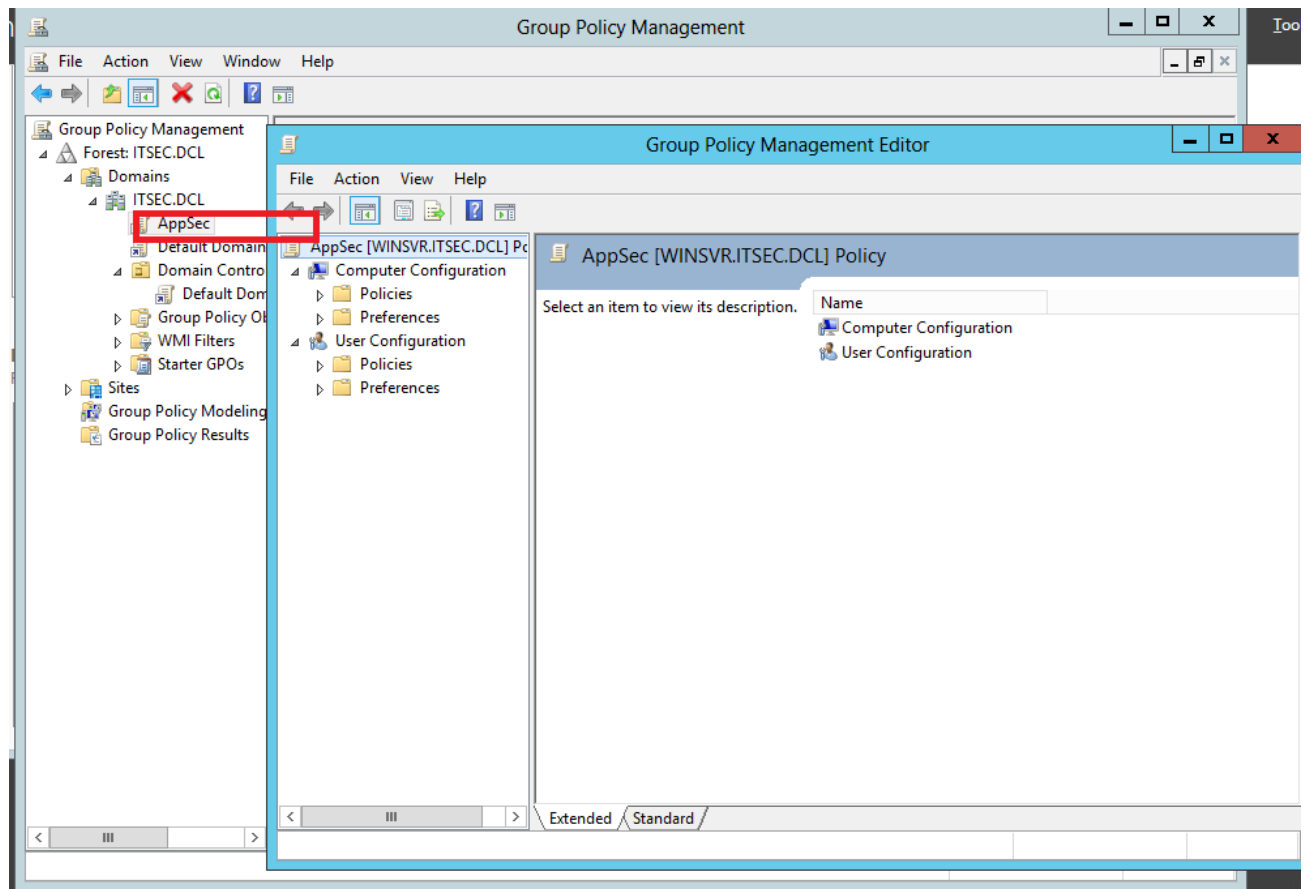 Group Policy Management
Too
File Action View Window Help
Group Policy Management
Forest: ITSEC.DCL
Domains
ITSEC.DCL
AppSec
Default Domain
Domain Contro
Default Dom
Group Policy Ob
WMI Filters
Starter GPOs
Sites
Group Policy Modeling
Group Policy Results
Group Policy Management Editor
File Action View Help
AppSec [WINSVR.ITSEC.DCL] Po
Computer Configuration
Policies
Preferences
User Configuration
Policies
Preferences
AppSec [WINSVR.ITSEC.DCL] Policy
Select an item to view its description.
Name
Computer Configuration
User Configuration
Extended Standard